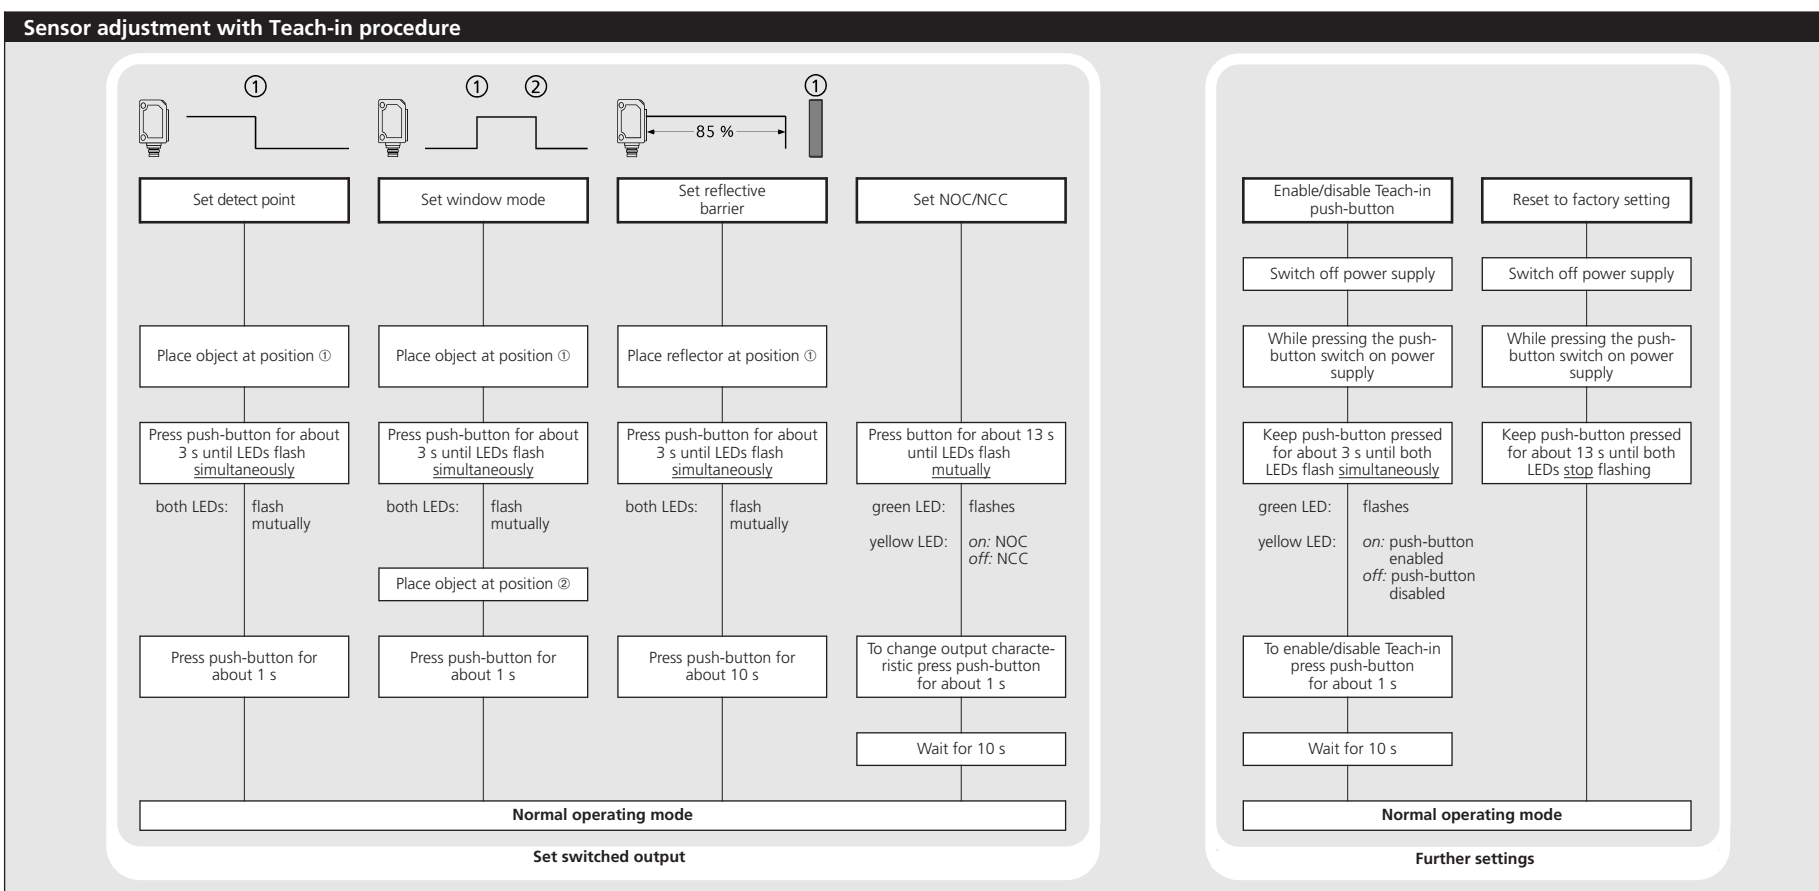 Sensor adjustment with Teach-in procedure
①
① ②
①
85 %
Set detect point
Place object at position ①
Press push-button for about
3 s until LEDs flash
simultaneously
both LEDs: flash
mutually
Press push-button for
about 1 s
Set window mode
Place object at position ①
Press push-button for about
3 s until LEDs flash
simultaneously
both LEDs: flash
mutually
Place object at position ②
Press push-button for
about 1 s
Set reflective
barrier
Place reflector at position ①
Press push-button for about
3 s until LEDs flash
simultaneously
both LEDs: flash
mutually
Press push-button for
about 10 s
Set NOC/NCC
Press button for about 13 s
until LEDs flash
mutually
green LED: flashes
yellow LED: on: NOC
off: NCC
To change output characte-
ristic press push-button
for about 1 s
Wait for 10 s
Normal operating mode
Set switched output
Enable/disable Teach-in
push-button
Switch off power supply
While pressing the push-
button switch on power
supply
Keep push-button pressed
for about 3 s until both
LEDs flash simultaneously
green LED: flashes
yellow LED: on: push-button
enabled
off: push-button
disabled
To enable/disable Teach-in
press push-button
for about 1 s
Wait for 10 s
Reset to factory setting
Switch off power supply
While pressing the push-
button switch on power
supply
Keep push-button pressed
for about 13 s until both
LEDs stop flashing
Normal operating mode
Further settings